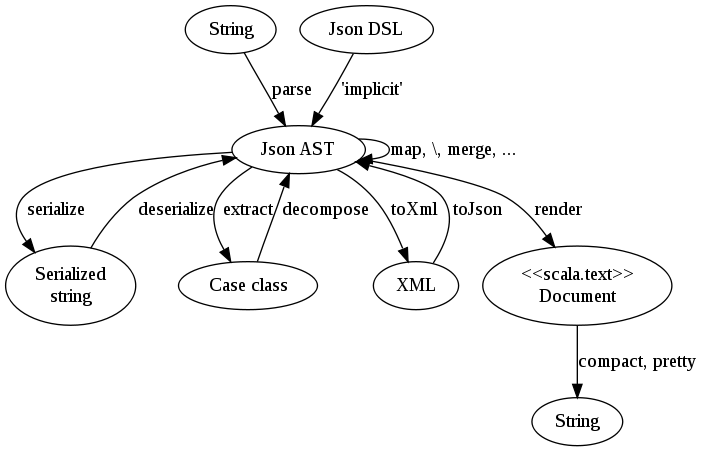 String
Json DSL
parse
'implicit'
Json AST
map, \, merge, ...
serialize
deserialize
extract
decompose
toXml
toJson
render
Serialized
string
Case class
XML
<<scala.text>>
Document
compact, pretty
String